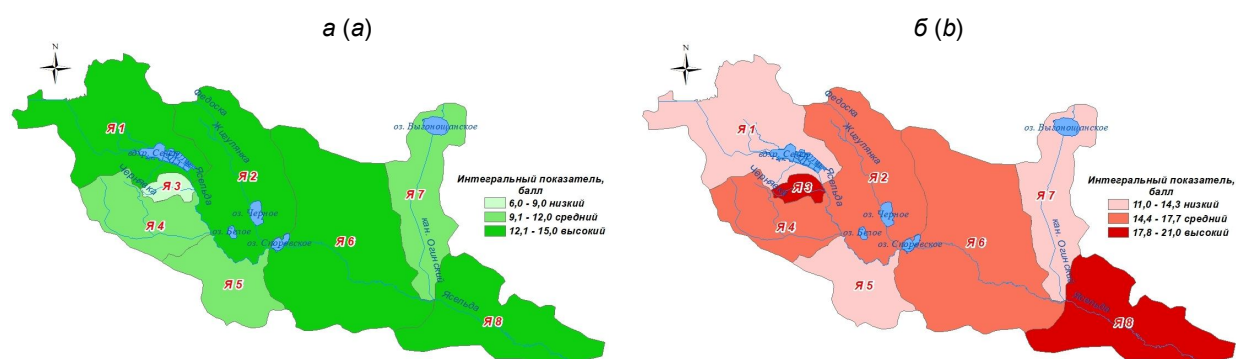 а (a)
N
Федоска
Жигулянка
оз. Выгонощанское
Я 1
Ясельда
Я 2
Я 3
Я 4
оз. Черное
оз. Белое
оз. Споровское
Я 5
Я 6
Я 7
кан. Огинский
Ясельда
Я 8
Интегральный показатель,
балл
6,0 - 9,0 низкий
9,1 - 12,0 средний
12,1 - 15,0 высокий
б (b)
N
Федоска
Жигулянка
оз. Выгонощанское
Я 1
Ясельда
Я 2
Я 3
Я 4
оз. Черное
оз. Белое
оз. Споровское
Я 5
Я 6
Я 7
кан. Огинский
Я 8
Интегральный показатель,
балл
11,0 - 14,3 низкий
14,4 - 17,7 средний
17,8 - 21,0 высокий